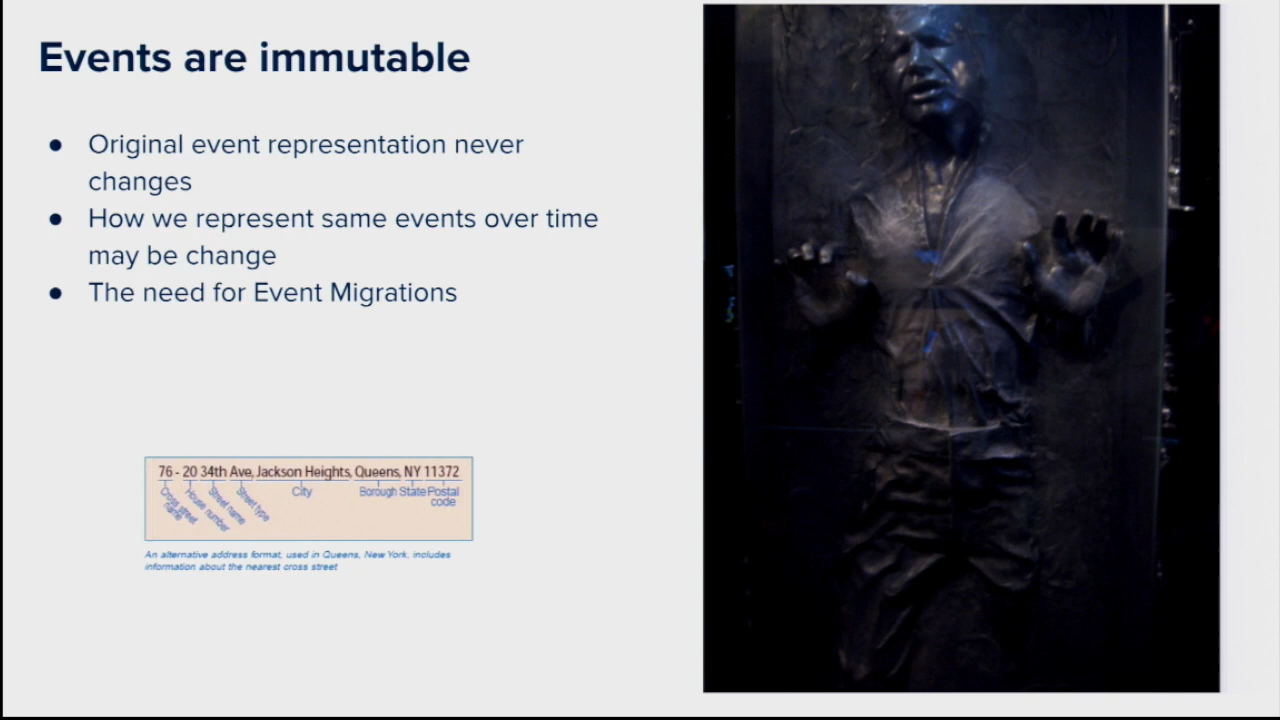 Events are immutable
● Original event representation never
changes
● How we represent same events over time
may be change
● The need for Event Migrations
76 - 20 34th Ave, Jackson Heights, Queens, NY 11372
Cross street name
House number
Street name
Street type
City
Borough
State
Postal
code
An alternative address format, used in Queens, New York, includes
information about the nearest cross street